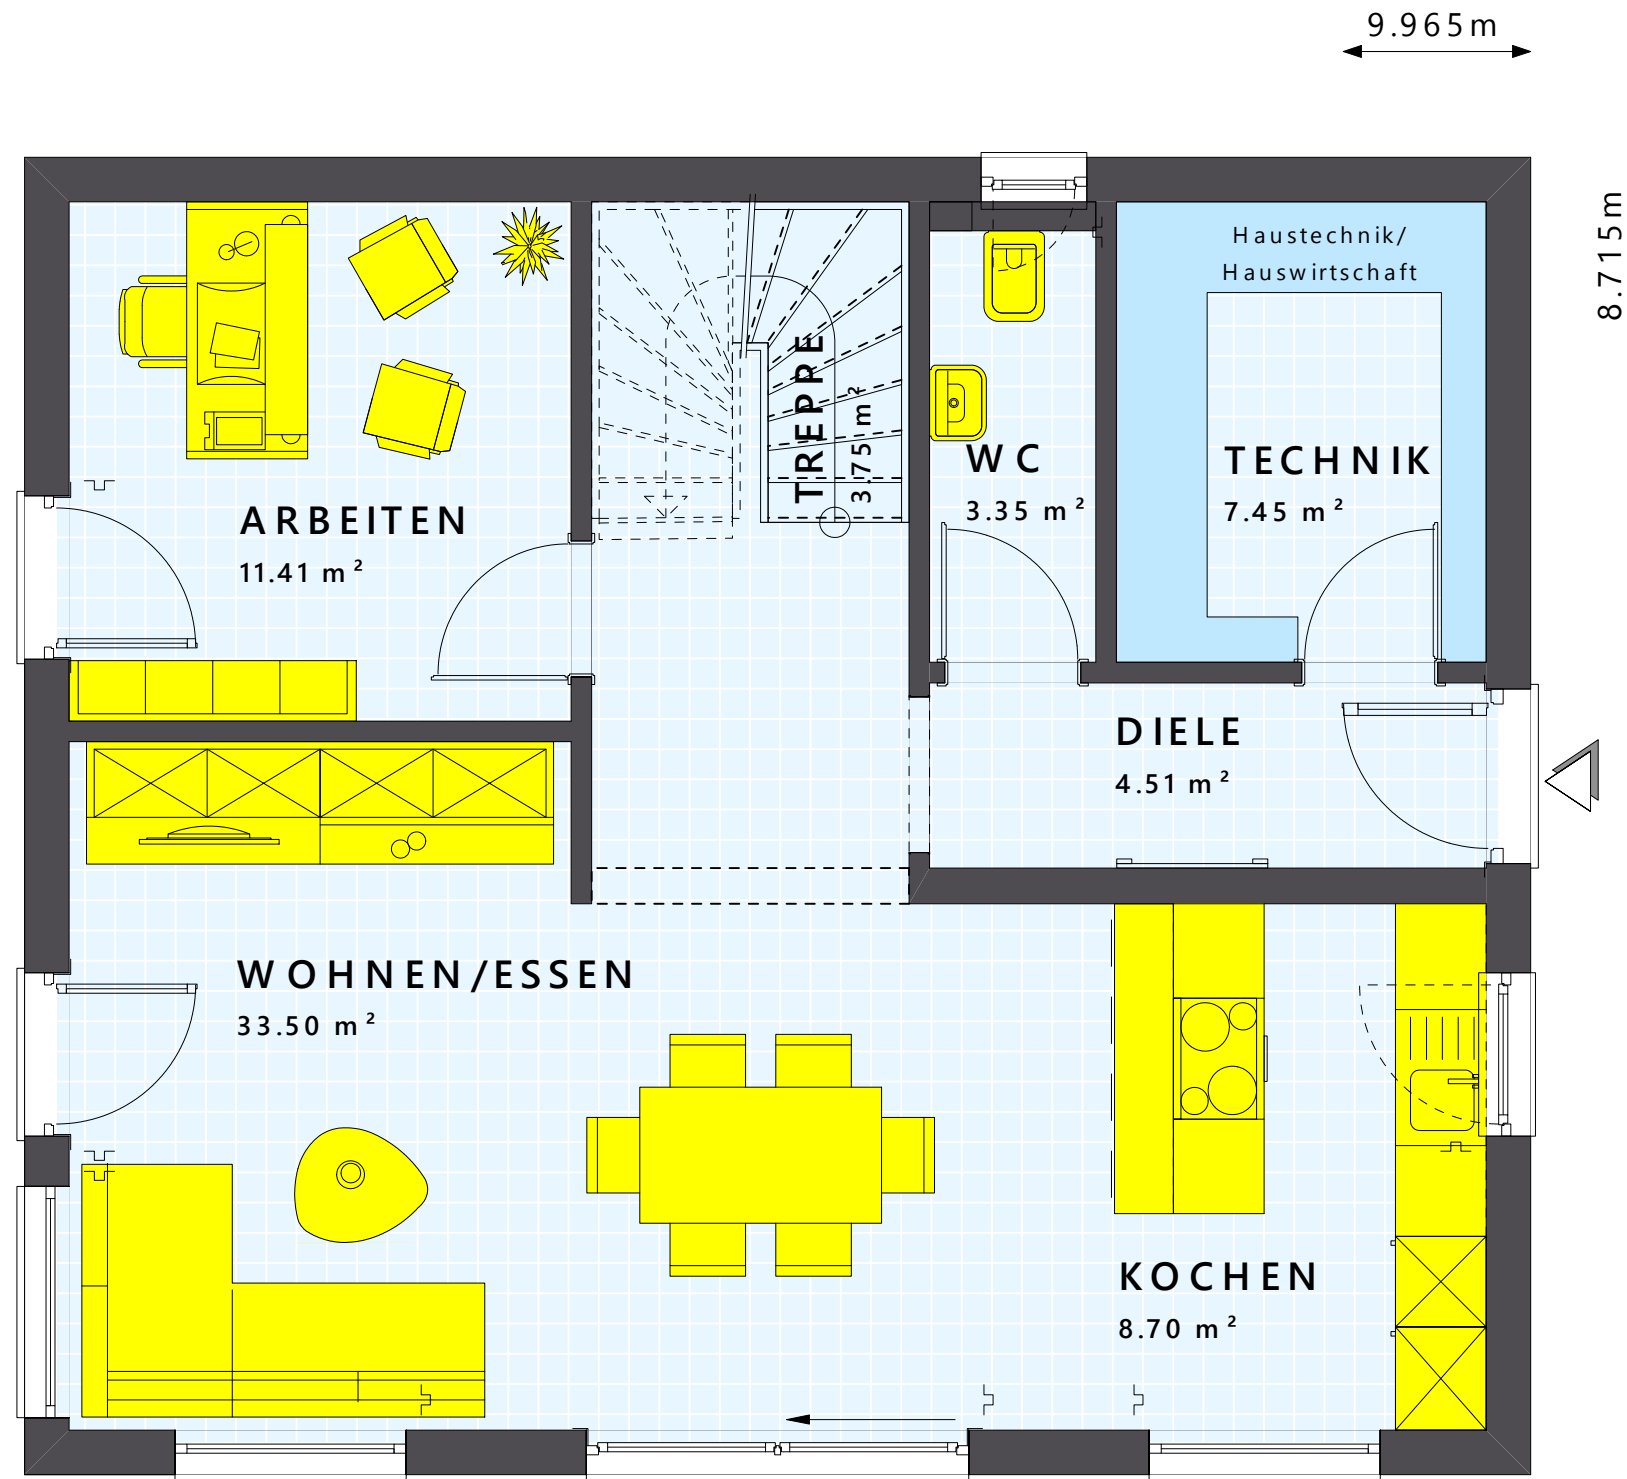 9.965m
8.715m
Haustechnik/
Hauswirtschaft
TREPPE
3.75 m²
WC
3.35 m²
TECHNIK
7.45 m²
ARBEITEN
11.41 m²
DIELE
4.51 m²
WOHNEN/ESSEN
33.50 m²
KOCHEN
8.70 m²